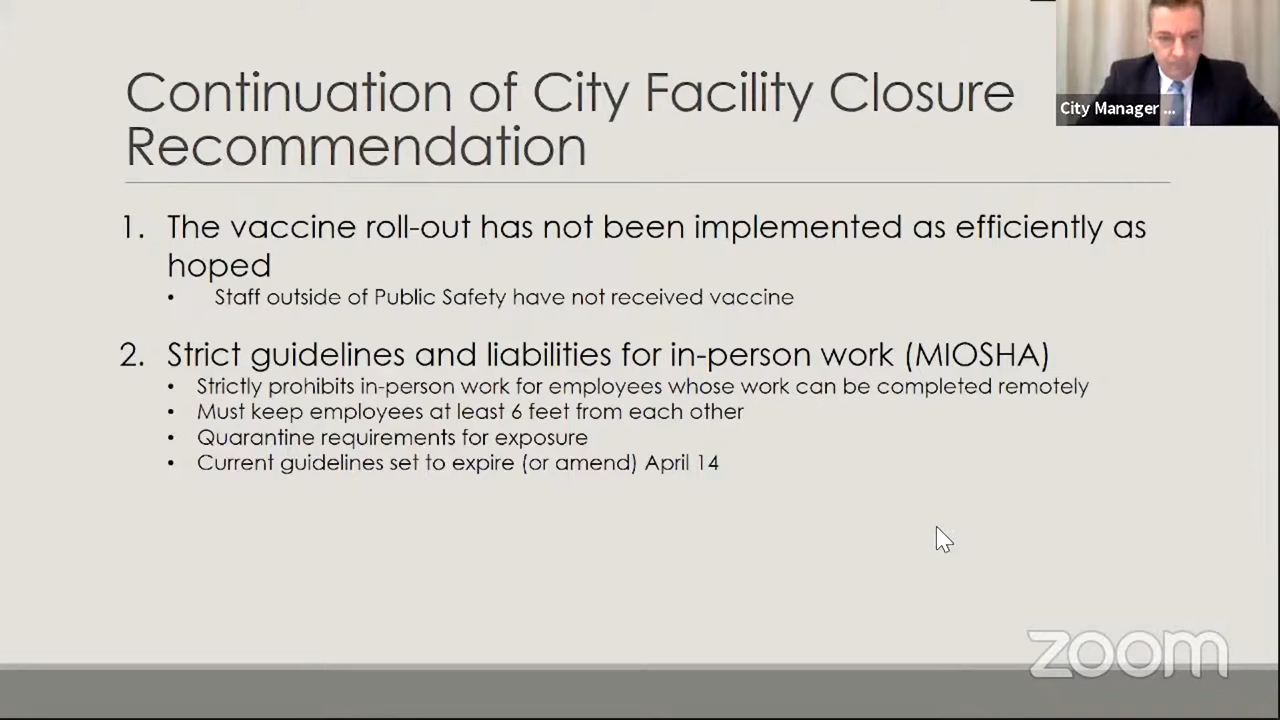 Continuation of City Facility Closure
Recommendation
City Manager ...
1. The vaccine roll-out has not been implemented as efficiently as
hoped
• Staff outside of Public Safety have not received vaccine
2. Strict guidelines and liabilities for in-person work (MIOSHA)
• Strictly prohibits in-person work for employees whose work can be completed remotely
• Must keep employees at least 6 feet from each other
• Quarantine requirements for exposure
• Current guidelines set to expire (or amend) April 14
zoom